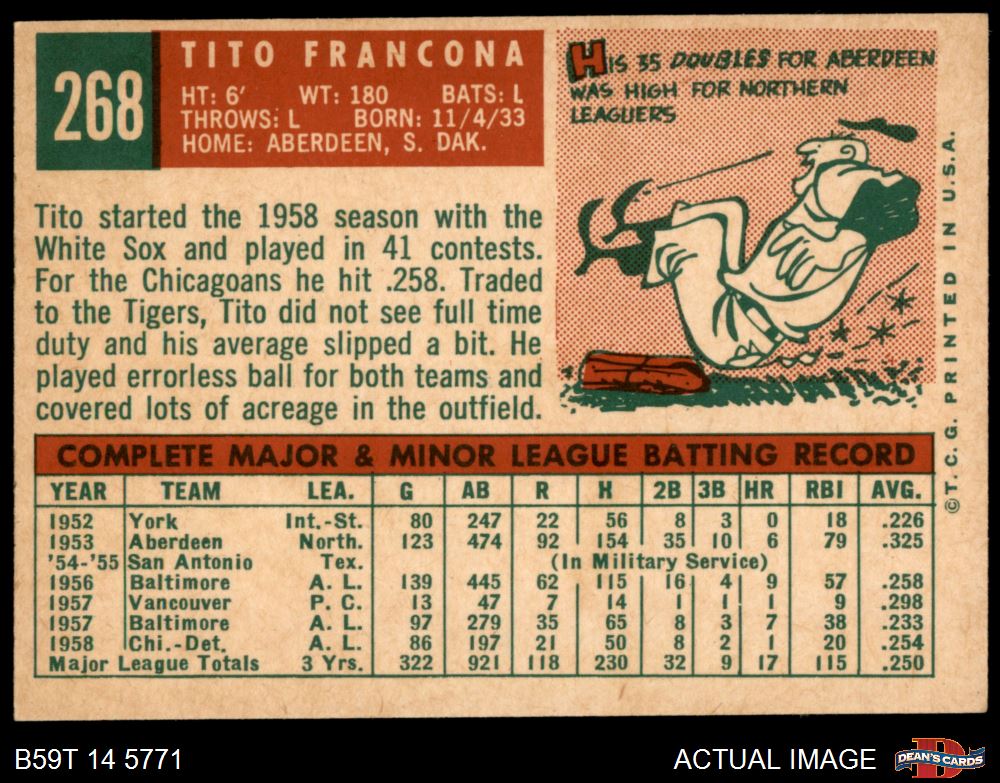 268
TITO FRANCONA
HT: 6' WT: 180 BATS: L
THROWS: L BORN: 11/4/33
HOME: ABERDEEN, S. DAK.
HIS 35 DOUBLES FOR ABERDEEN
WAS HIGH FOR NORTHERN
LEAGUERS
Tito started the 1958 season with the
White Sox and played in 41 contests.
For the Chicagoans he hit .258. Traded
to the Tigers, Tito did not see full time
duty and his average slipped a bit. He
played errorless ball for both teams and
covered lots of acreage in the outfield.
© T. C. G. PRINTED IN U.S.A.
COMPLETE MAJOR & MINOR LEAGUE BATTING RECORD
YEAR TEAM LEA. G AB R H 2B 3B HR RBI AVG.
1952 York Int.-St. 80 247 22 56 8 3 0 18 .226
1953 Aberdeen North. 123 474 92 154 35 10 6 79 .325
'54-'55 San Antonio Tex. (In Military Service)
1956 Baltimore A. L. 139 445 62 115 16 4 9 57 .258
1957 Vancouver P. C. 13 47 7 14 1 1 1 9 .298
1957 Baltimore A. L. 97 279 35 65 8 3 7 38 .233
1958 Chi.-Det. A. L. 86 197 21 50 8 2 1 20 .254
Major League Totals 3 Yrs. 322 921 118 230 32 9 17 115 .250
B59T 14 5771
ACTUAL IMAGE
DEAN'S CARDS